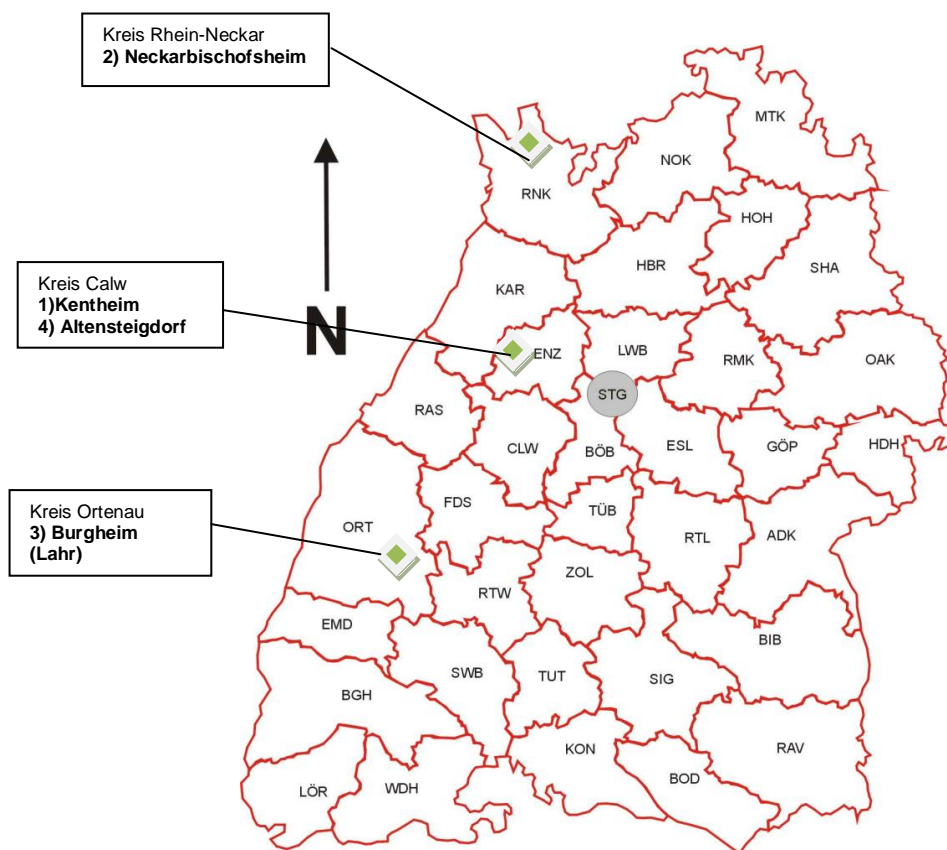 Kreis Rhein-Neckar
2) Neckarbischofsheim
MTK
NOK
RNK
HOH
HBR
SHA
Kreis Calw
1)Kentheim
4) Altensteigdorf
KAR
N
ENZ
LWB
RMK
OAK
STG
RAS
CLW
BÖB
ESL
GÖP
HDH
Kreis Ortenau
3) Burgheim
(Lahr)
ORT
FDS
TÜB
RTL
ADK
ZOL
RTW
EMD
BIB
SWB
TUT
SIG
BGH
KON
RAV
BOD
LÖR
WDH